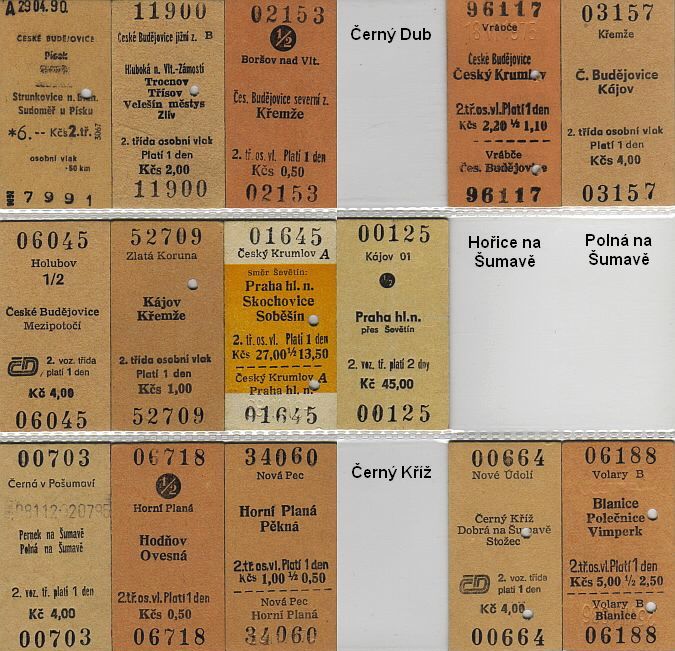 A 29 04. 90
ČESKÉ BUDĚJOVICE
Písek
Strunkovice n. Blan.
Sudoměř u Písku
*6.-- Kčs 2. tř.
osobní vlak
-50 km
7991
11900
České Budějovice jižní z. B
Hluboká n. Vlt.-Zámostí
Trocnov
Třísov
Velešín městys
Zliv
2. třída osobní vlak
Platí 1 den
Kčs 2,00
11900
02153
1/2
Boršov nad Vlt.
Čes. Budějovice severní z.
Křemže
2. tř. os. vl. Platí 1 den
Kčs 0,50
02153
Černý Dub
96117
Vrábče
České Budějovice
Český Krumlov
2.tř.os.vl.Platí 1 den
Kčs 2,20 ½ 1,10
Vrábče
Čes. Budějovice
96117
03157
Křemže
Č. Budějovice
Kájov
2. třída osobní vlak
Platí 1 den
Kčs 4,00
03157
06045
Holubov
1/2
České Budějovice
Mezipotočí
ČD 2. voz. třída
platí 1 den
Kč 4,00
06045
52709
Zlatá Koruna
Kájov
Křemže
2. třída osobní vlak
Platí 1 den
Kčs 1,00
52709
01645
Český Krumlov A
Směr Ševětín:
Praha hl. n.
Skochovice
Soběšín
2. tř. os. vl. Platí 1 den
Kčs 27,00 ½ 13,50
Český Krumlov A
Praha hl. n.
01645
00125
Kájov 01
1/2
Praha hl. n.
přes Ševětín
2. voz. tř. platí 2 dny
Kč 45,00
00125
Hořice na
Šumavě
Polná na
Šumavě
00703
Černá v Pošumaví
Pernek na Šumavě
Polná na Šumavě
2. voz. tř. platí 1 den
Kč 4,00
00703
06718
1/2
Horní Planá
Hodňov
Ovesná
2.tř.os.vl.Platí 1 den
Kčs 0,50
06718
34060
Nová Pec
Horní Planá
Pěkná
2.tř.os.vl.Platí 1 den
Kčs 1,00 ½ 0,50
Nová Pec
Horní Planá
34060
Černý Kříž
00664
Nové Údolí
Černý Kříž
Dobrá na Šumavě
Stožec
ČD 2. voz. tř.
platí 1 den
Kč 4,00
00664
06188
Volary B
Blanice
Polečnice
Vimperk
2.tř.os.vl.Platí 1 den
Kčs 5,00 ½ 2,50
Volary B
Blanice
06188